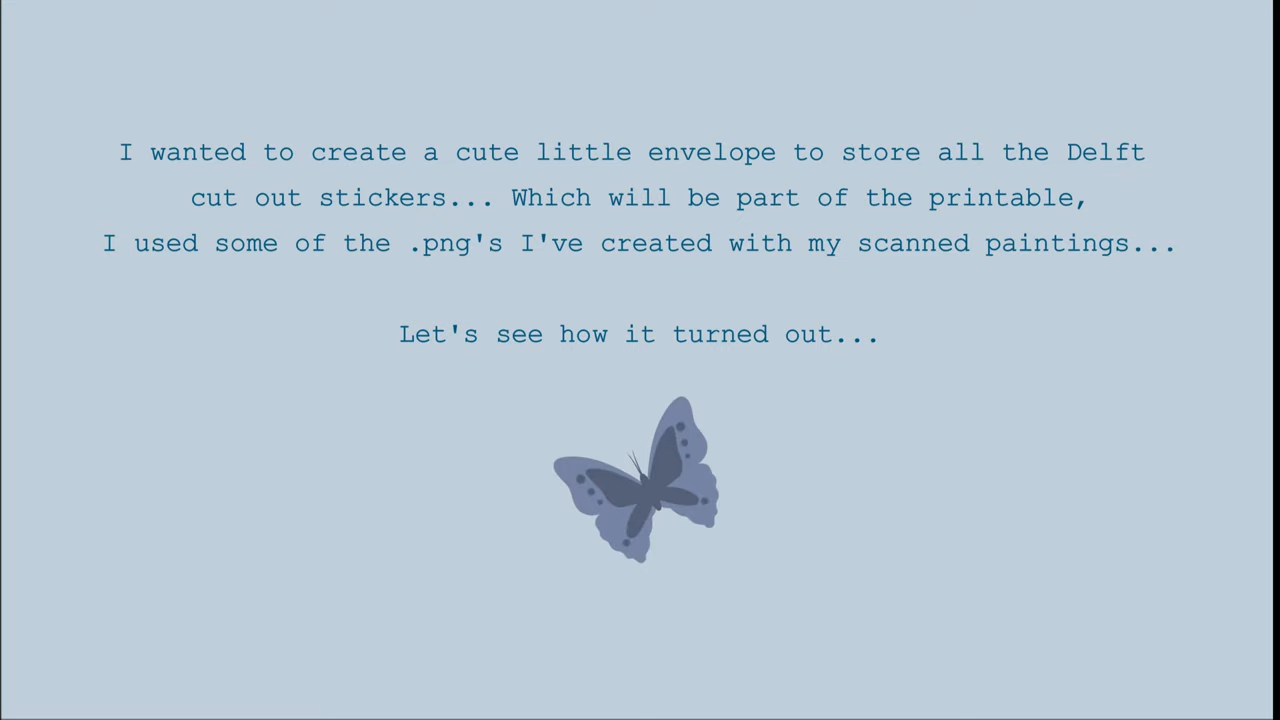 I wanted to create a cute little envelope to store all the Delft
cut out stickers... Which will be part of the printable,
I used some of the .png's I've created with my scanned paintings...
Let's see how it turned out...